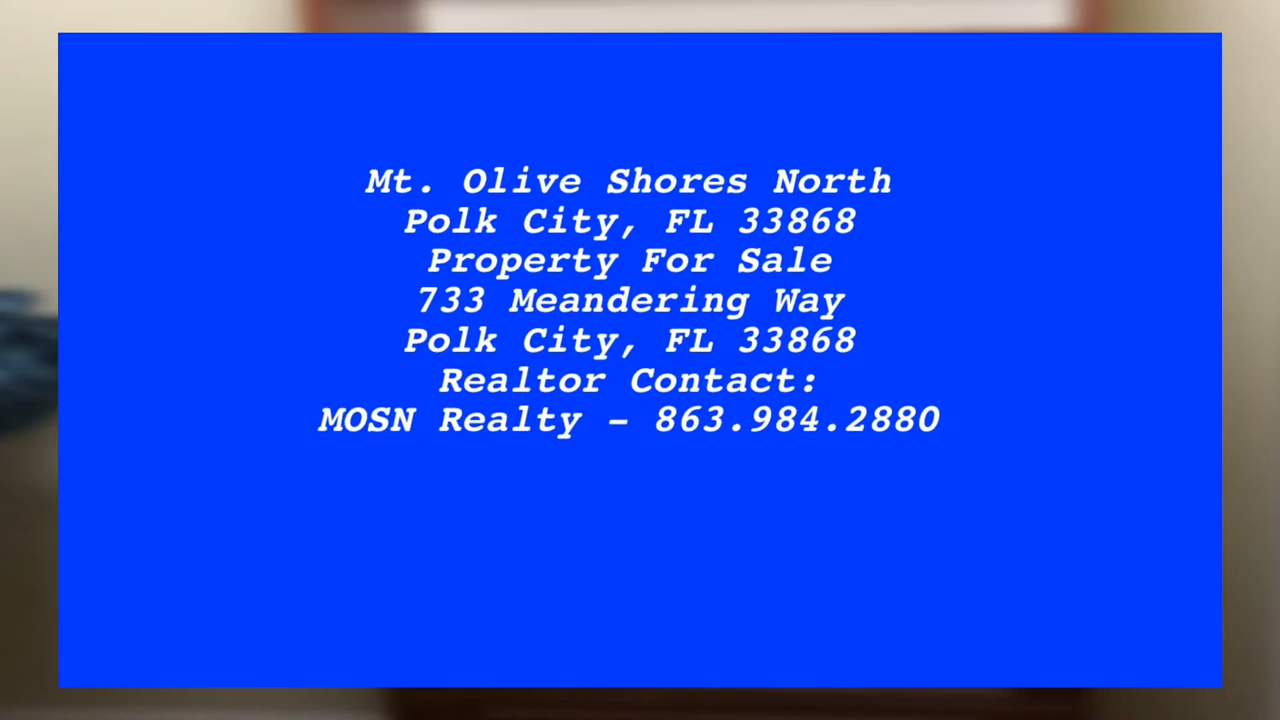 Mt. Olive Shores North
Polk City, FL 33868
Property For Sale
733 Meandering Way
Polk City, FL 33868
Realtor Contact:
MOSN Realty - 863.984.2880